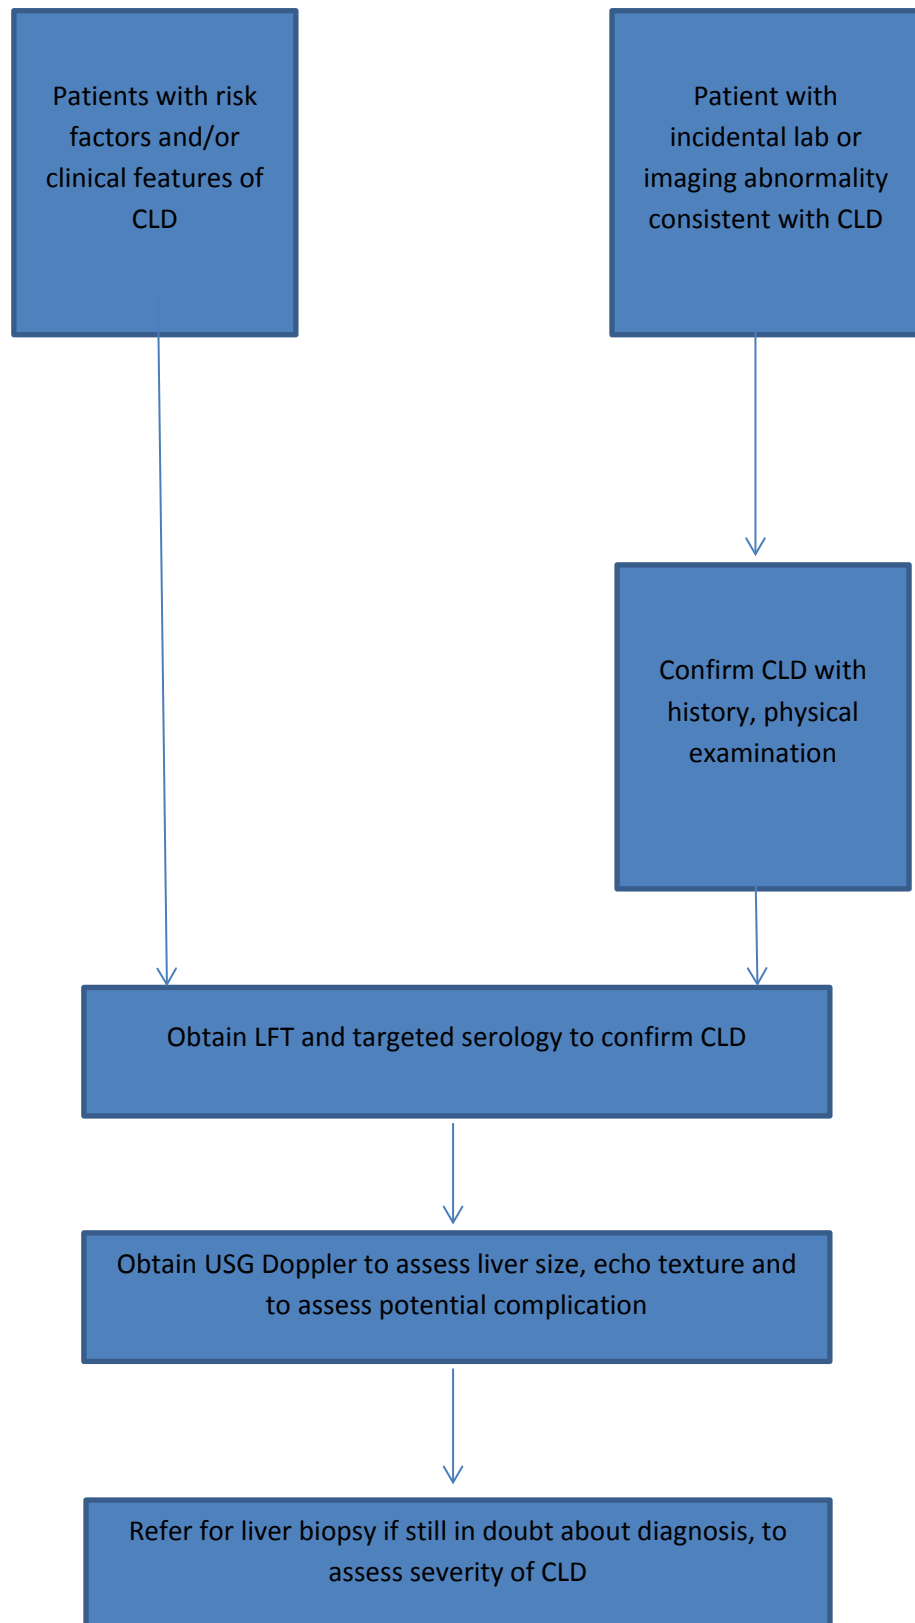 Patients with risk
factors and/or
clinical features of
CLD
Patient with
incidental lab or
imaging abnormality
consistent with CLD
Confirm CLD with
history, physical
examination
Obtain LFT and targeted serology to confirm CLD
Obtain USG Doppler to assess liver size, echo texture and
to assess potential complication
Refer for liver biopsy if still in doubt about diagnosis, to
assess severity of CLD